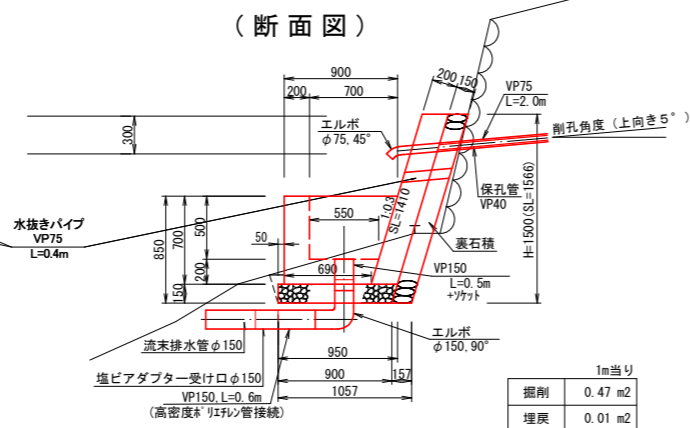 (断面図)
900
200
700
200
150
VP75
L=2.0m
削孔角度(上向き5°)
エルボ
φ75,45°
300
保孔管
VP40
1:0.3
SL=1410
H=1500(SL=1566)
水抜きパイプ
VP75
L=0.4m
850
700
500
550
50
裏石積
200
690
VP150
L=0.5m
+ソケット
150
エルボ
φ150,90°
流末排水管φ150
950
塩ビアダプター受け口φ150
900
157
VP150,L=0.6m
1057
(高密度ポリエチレン管接続)
1m当り
掘削 0.47 m2
埋戻 0.01 m2